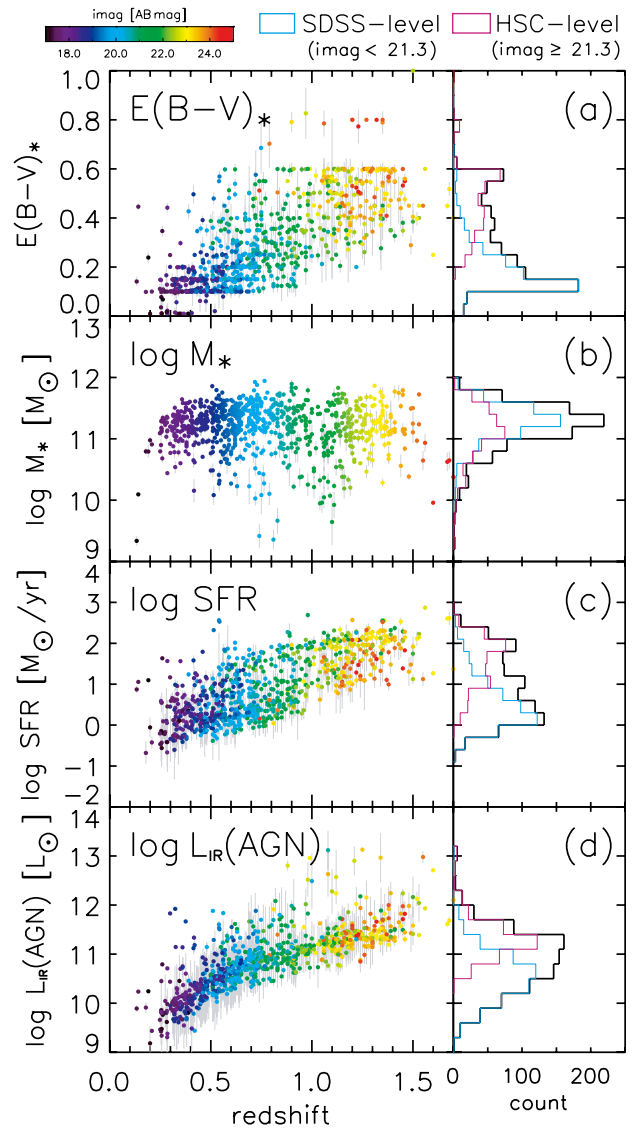 imag [AB mag]
18.0 20.0 22.0 24.0
SDSS-level
(imag < 21.3)
HSC-level
(imag ≥ 21.3)
E(B-V)*
(a)
E(B-V)*
1.0
0.8
0.6
0.4
0.2
0.0
log M*
(b)
log M* [M⊙]
13
12
11
10
9
log SFR
(c)
log SFR [M⊙/yr]
4
3
2
1
0
-1
-2
log LIR(AGN)
(d)
log LIR(AGN) [L⊙]
14
13
12
11
10
9
0.0 0.5 1.0 1.5
redshift
0 100 200
count